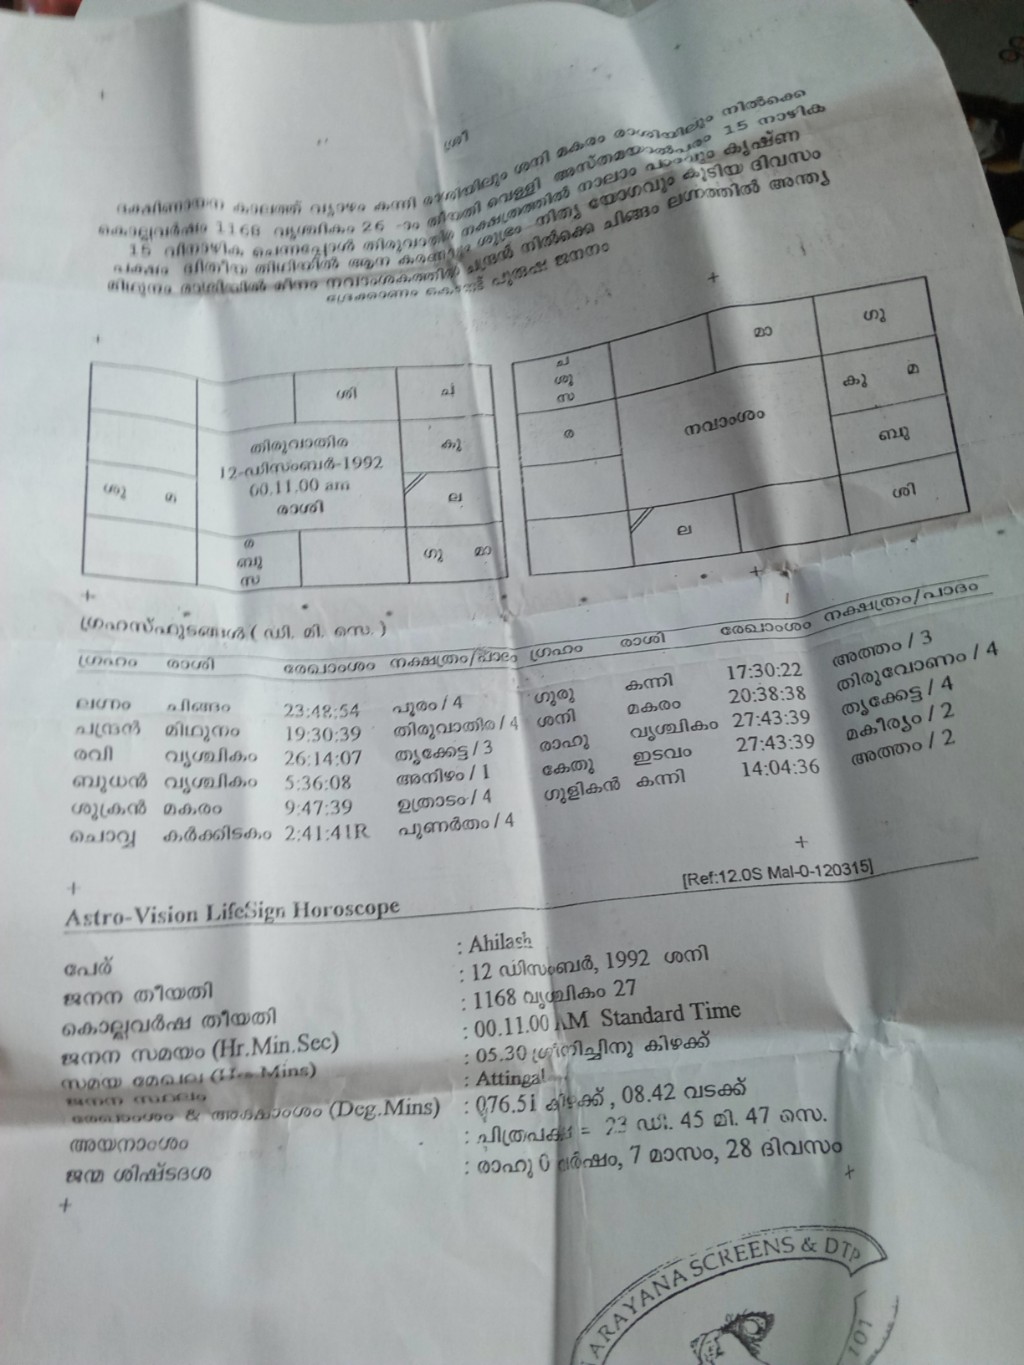 ശ്രീ
ദക്ഷിണായന കാലത്ത് വ്യാഴം കന്നി രാശിയിലും ശനി മകരം രാശിയിലും നിൽക്കെ
കൊല്ലവർഷം 1168 വൃശ്ചികം 26 -ാം തീയതി വെള്ളി അസ്തമയാൽപരം 15 നാഴിക
15 വിനാഴിക ചെന്നപ്പോൾ തിരുവാതിര നക്ഷത്രത്തിൽ നാലാം പാദവും കൃഷ്ണ
പക്ഷം ദ്വിതീയ തിഥിയിൽ ആന കരണവും ശുഭ്രം നിത്യ യോഗവും കൂടിയ ദിവസം
മിഥുനം രാശിയിൽ മീനം നവാംശകത്തിൽ ചന്ദ്രൻ നിൽക്കെ ചിങ്ങം ലഗ്നത്തിൽ അന്ത്യ
ദ്രേക്കാണം കൊണ്ട് പുരുഷ ജനനം
ശി ച
തിരുവാതിര
12-ഡിസംബർ-1992
00.11.00 am
രാശി
കു
ല
ശു മ
ര
ബു
സ
ഗു മാ
ച
ശു
സ
മാ ഗു
ര
നവാംശം
കു മ
ബു
ല
ശി
ഗ്രഹസ്ഫുടങ്ങൾ ( ഡി. മി. സെ. )
ഗ്രഹം രാശി രേഖാംശം നക്ഷത്രം/പാദം ഗ്രഹം രാശി രേഖാംശം നക്ഷത്രം/പാദം
ലഗ്നം ചിങ്ങം 23:48:54 പൂരം / 4 ഗുരു കന്നി 17:30:22 അത്തം / 3
ചന്ദ്രൻ മിഥുനം 19:30:39 തിരുവാതിര / 4 ശനി മകരം 20:38:38 തിരുവോണം / 4
രവി വൃശ്ചികം 26:14:07 തൃക്കേട്ട / 3 രാഹു വൃശ്ചികം 27:43:39 തൃക്കേട്ട / 4
ബുധൻ വൃശ്ചികം 5:36:08 അനിഴം / 1 കേതു ഇടവം 27:43:39 മകീര്യം / 2
ശുക്രൻ മകരം 9:47:39 ഉത്രാടം / 4 ഗുളികൻ കന്നി 14:04:36 അത്തം / 2
ചൊവ്വ കർക്കിടകം 2:41:41R പുണർതം / 4
[Ref:12.0S Mal-0-120315]
Astro-Vision LifeSign Horoscope
പേര് : Ahilash
ജനന തീയതി : 12 ഡിസംബർ, 1992 ശനി
കൊല്ലവർഷ തീയതി : 1168 വൃശ്ചികം 27
ജനന സമയം (Hr.Min.Sec) : 00.11.00 AM Standard Time
സമയ മേഖല (Hrs.Mins) : 05.30 ഗ്രീനിച്ചിനു കിഴക്ക്
ജനന സ്ഥലം : Attingal
രേഖാംശം & അക്ഷാംശം (Deg.Mins) : 076.51 കിഴക്ക് , 08.42 വടക്ക്
അയനാംശം : ചിത്രപക്ഷ = 23 ഡി. 45 മി. 47 സെ.
ജന്മ ശിഷ്ടദശ : രാഹു 0 വർഷം, 7 മാസം, 28 ദിവസം
ARAYANA SCREENS & DTP
101